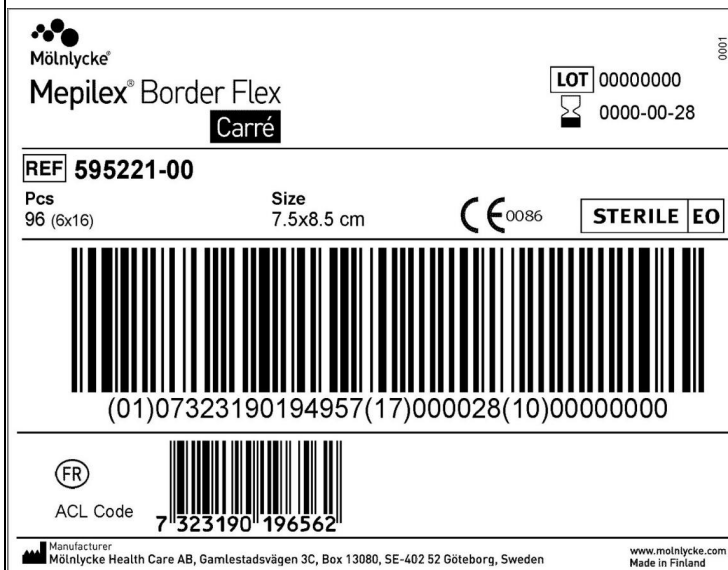 Mölnlycke®
Mepilex® Border Flex
Carré
0001
LOT 00000000
0000-00-28
REF 595221-00
Pcs
96 (6x16)
Size
7.5x8.5 cm
CE 0086
STERILE EO
(01)07323190194957(17)000028(10)00000000
FR
ACL Code
7 323190 196562
Manufacturer
Mölnlycke Health Care AB, Gamlestadsvägen 3C, Box 13080, SE-402 52 Göteborg, Sweden
www.molnlycke.com
Made in Finland